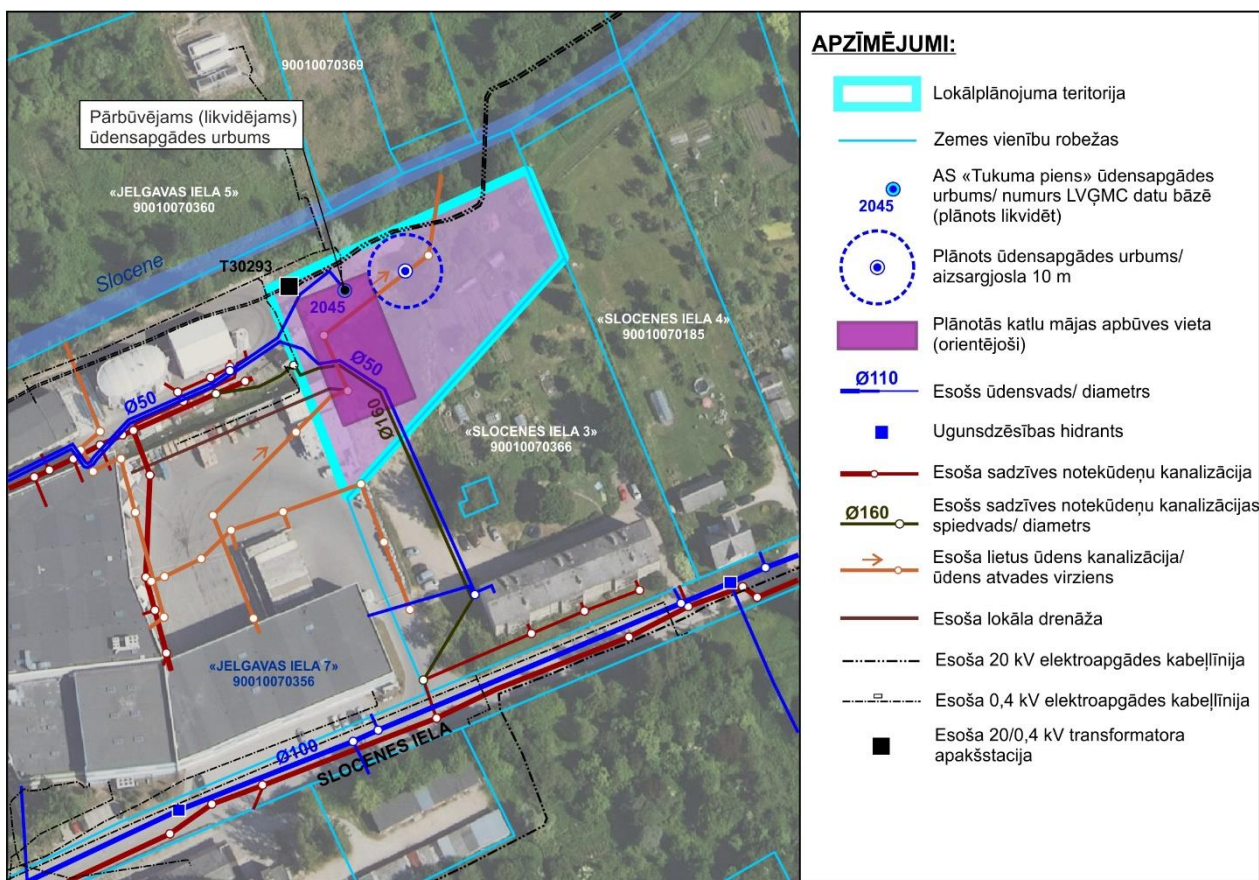 90010070369
Pārbūvējams (likvidējams)
ūdensapgādes urbums
«JELGAVAS IELA 5»
90010070360
Slocene
T30293
2045
«SLOCENES IELA 4»
90010070185
Ø50
Ø50
Ø160
«SLOCENES IELA 3»
90010070366
«JELGAVAS IELA 7»
90010070356
Ø100
SLOCENES IELA
APZĪMĒJUMI:
Lokālplānojuma teritorija
Zemes vienību robežas
AS «Tukuma piens» ūdensapgādes
urbums/ numurs LVĢMC datu bāzē
(plānots likvidēt)
2045
Plānots ūdensapgādes urbums/
aizsargjosla 10 m
Plānotās katlu mājas apbūves vieta
(orientējoši)
Ø110
Esošs ūdensvads/ diametrs
Ugunsdzēsības hidrants
Esoša sadzīves notekūdeņu kanalizācija
Ø160
Esošs sadzīves notekūdeņu kanalizācijas
spiedvads/ diametrs
Esoša lietus ūdens kanalizācija/
ūdens atvades virziens
Esoša lokāla drenāža
Esoša 20 kV elektroapgādes kabeļlīnija
Esoša 0,4 kV elektroapgādes kabeļlīnija
Esoša 20/0,4 kV transformatora
apakšstacija